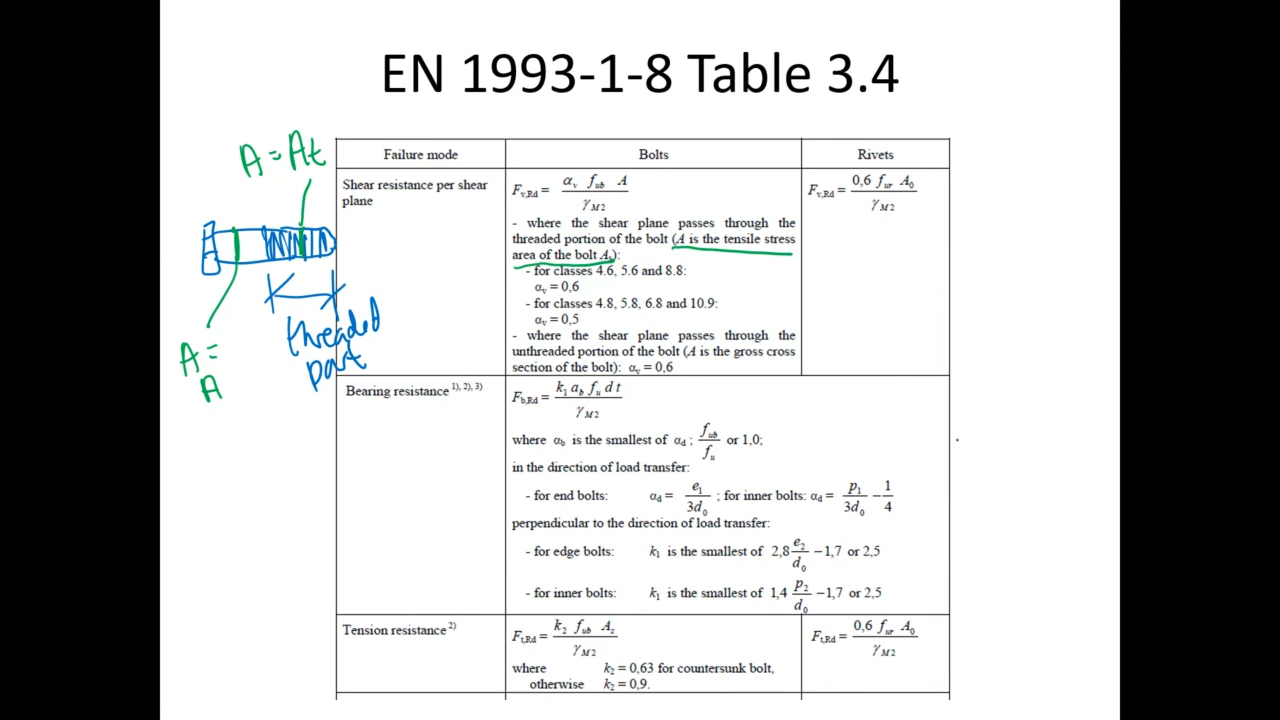 EN 1993-1-8 Table 3.4
A = At
A =
A
threaded
part
Failure mode Bolts Rivets
Shear resistance per shear
plane
F_v,Rd = α_v f_ub A / γ_M2
- where the shear plane passes through the
threaded portion of the bolt (A is the tensile stress
area of the bolt A_s):
- for classes 4.6, 5.6 and 8.8:
α_v = 0,6
- for classes 4.8, 5.8, 6.8 and 10.9:
α_v = 0,5
- where the shear plane passes through the
unthreaded portion of the bolt (A is the gross cross
section of the bolt): α_v = 0,6
F_v,Rd = 0,6 f_ur A_0 / γ_M2
Bearing resistance 1), 2), 3)
F_b,Rd = k_1 a_b f_u d t / γ_M2
where α_b is the smallest of α_d ; f_ub / f_u or 1,0;
in the direction of load transfer:
- for end bolts: α_d = e_1 / 3d_0 ; for inner bolts: α_d = p_1 / 3d_0 − 1 / 4
perpendicular to the direction of load transfer:
- for edge bolts: k_1 is the smallest of 2,8 e_2 / d_0 − 1,7 or 2,5
- for inner bolts: k_1 is the smallest of 1,4 p_2 / d_0 − 1,7 or 2,5
Tension resistance 2)
F_t,Rd = k_2 f_ub A_s / γ_M2
where k_2 = 0,63 for countersunk bolt,
otherwise k_2 = 0,9.
F_t,Rd = 0,6 f_ur A_0 / γ_M2